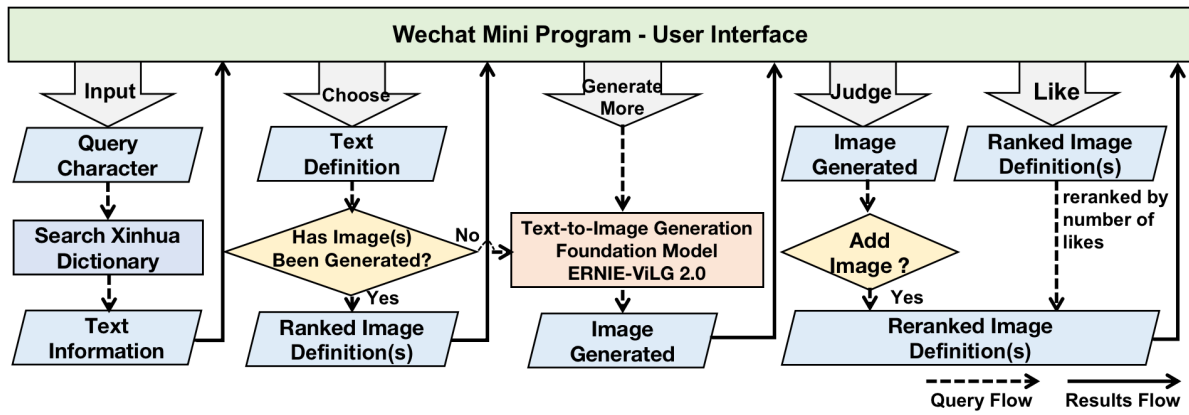 Wechat Mini Program - User Interface
Input
Query
Character
Search Xinhua
Dictionary
Text
Information
Choose
Text
Definition
Has Image(s)
Been Generated?
No
Yes
Ranked Image
Definition(s)
Generate
More
Text-to-Image Generation
Foundation Model
ERNIE-ViLG 2.0
Image
Generated
Judge
Image
Generated
Add
Image ?
Yes
Like
Ranked Image
Definition(s)
reranked by
number of
likes
Reranked Image
Definition(s)
Query Flow
Results Flow